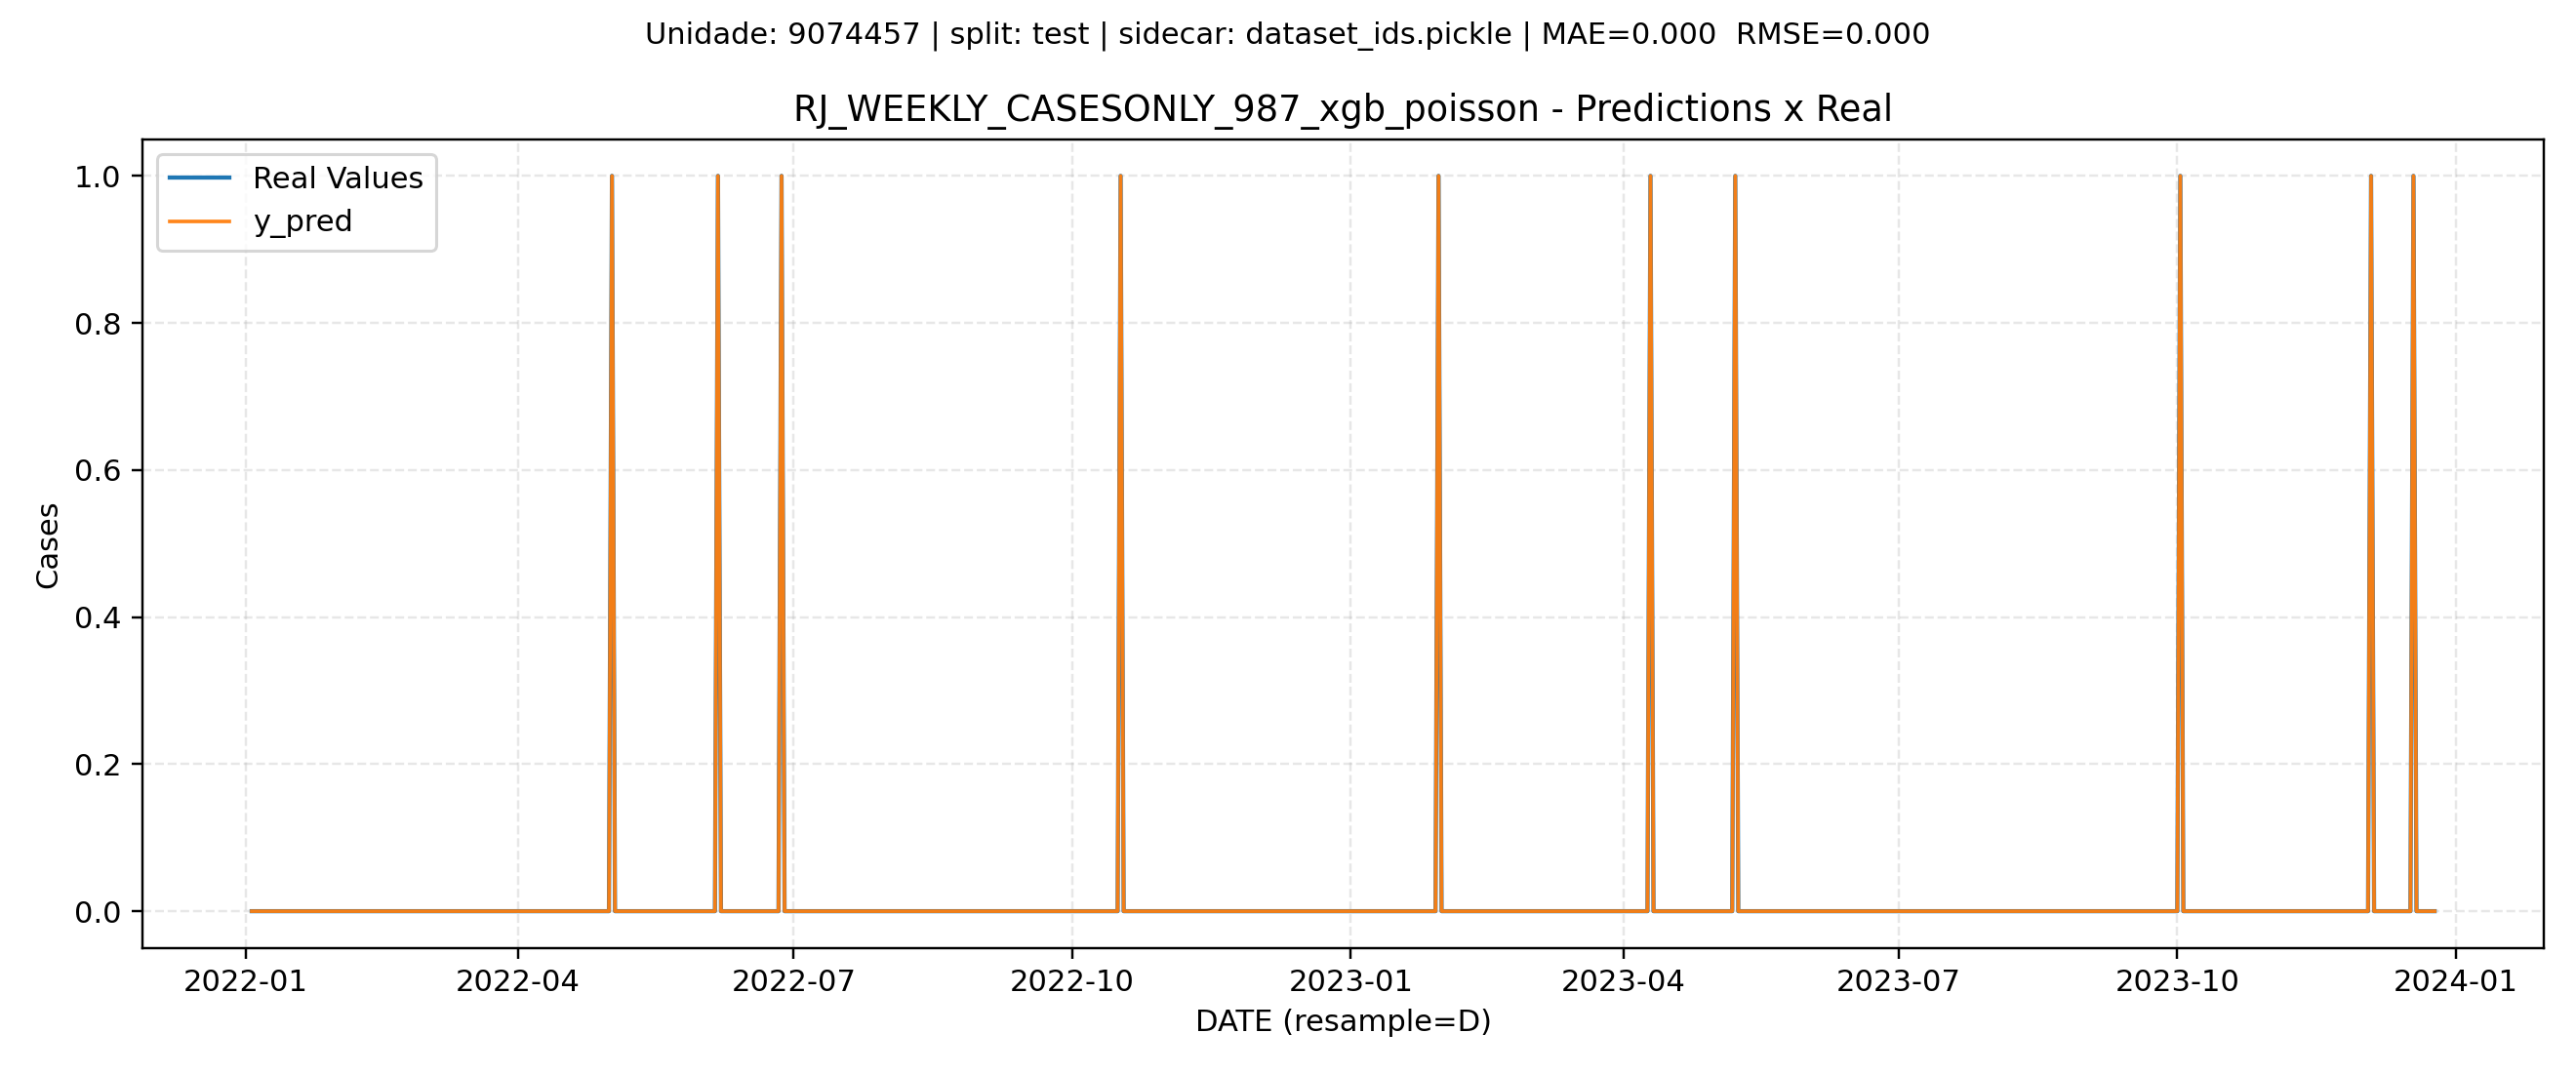 Unidade: 9074457 | split: test | sidecar: dataset_ids.pickle | MAE=0.000  RMSE=0.000
RJ_WEEKLY_CASESONLY_987_xgb_poisson - Predictions x Real
Real Values
y_pred
1.0
0.8
0.6
0.4
0.2
0.0
Cases
2022-01 2022-04 2022-07 2022-10 2023-01 2023-04 2023-07 2023-10 2024-01
DATE (resample=D)